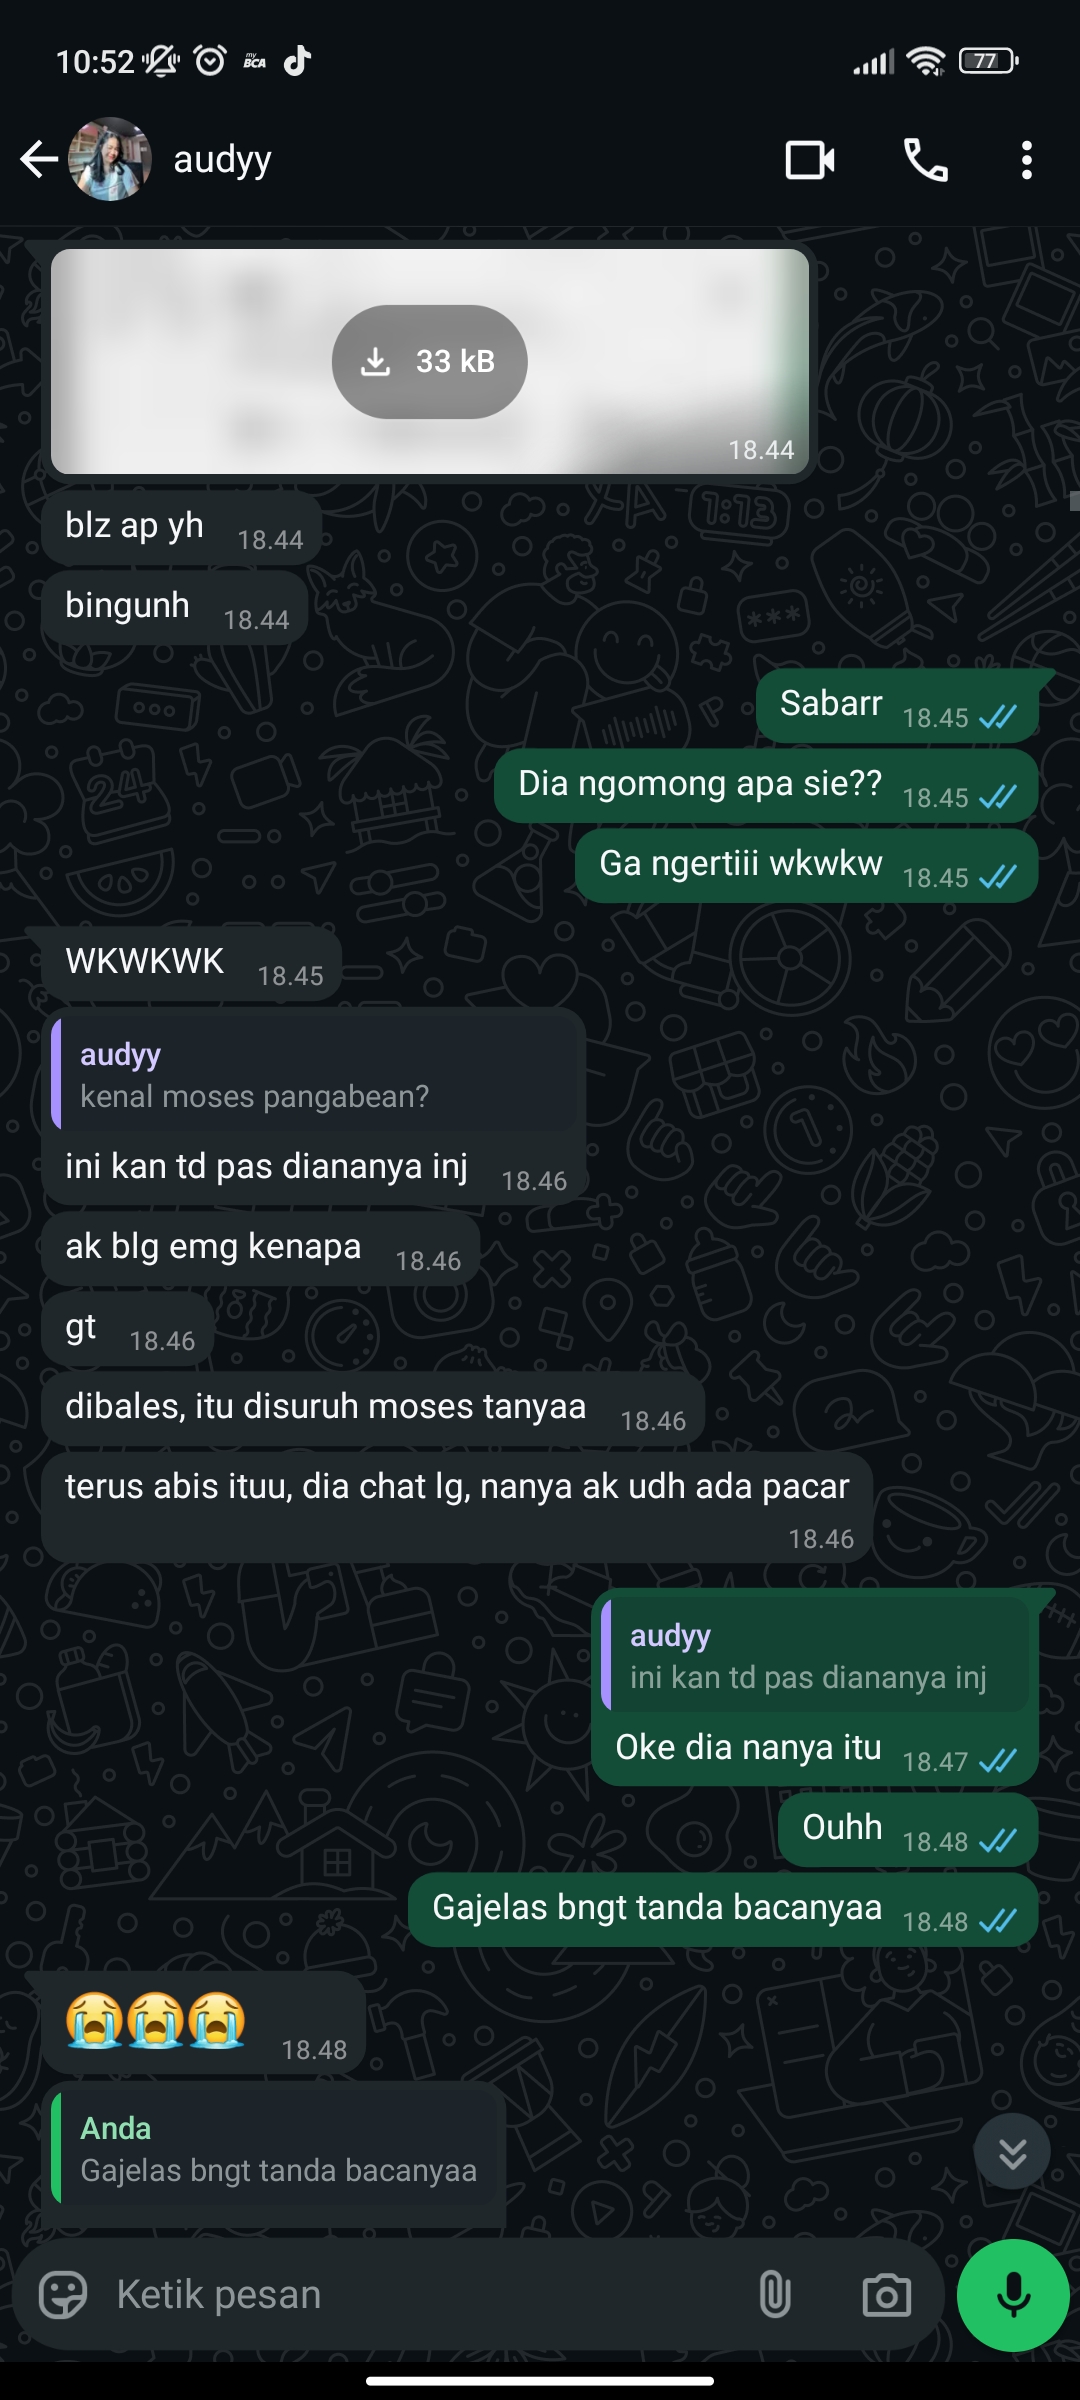 10:52
my
BCA
77
audyy
33 kB
18.44
blz ap yh 18.44
bingunh 18.44
Sabarr 18.45
Dia ngomong apa sie?? 18.45
Ga ngertiii wkwkw 18.45
WKWKWK 18.45
audyy
kenal moses pangabean?
ini kan td pas diananya inj 18.46
ak blg emg kenapa 18.46
gt 18.46
dibales, itu disuruh moses tanyaa 18.46
terus abis ituu, dia chat lg, nanya ak udh ada pacar
18.46
audyy
ini kan td pas diananya inj
Oke dia nanya itu 18.47
Ouhh 18.48
Gajelas bngt tanda bacanyaa 18.48
😭😭😭 18.48
Anda
Gajelas bngt tanda bacanyaa
Ketik pesan